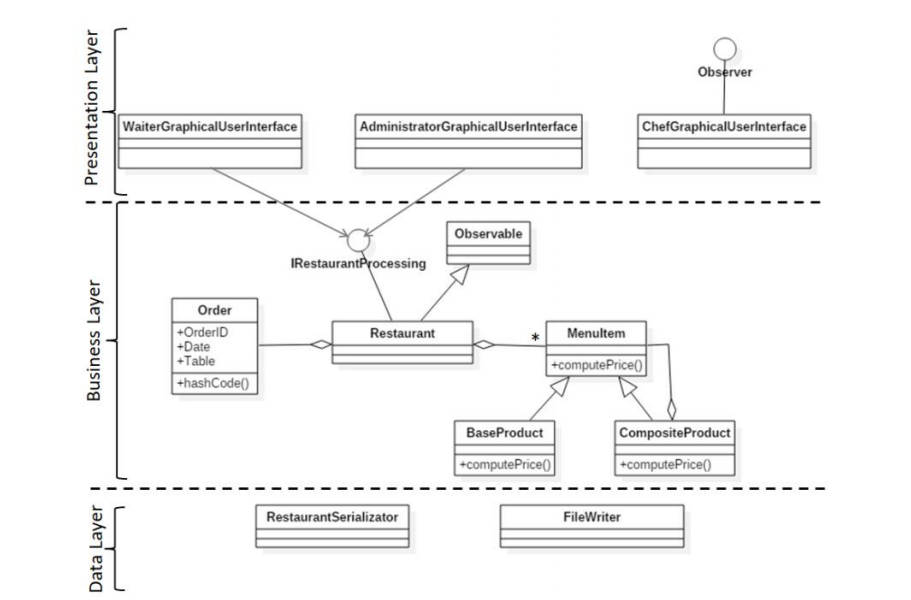 Presentation Layer
Observer
WaiterGraphicalUserInterface
AdministratorGraphicalUserInterface
ChefGraphicalUserInterface
Business Layer
IRestaurantProcessing
Observable
Order
+OrderID
+Date
+Table
+hashCode()
Restaurant
*
MenuItem
+computePrice()
BaseProduct
+computePrice()
CompositeProduct
+computePrice()
Data Layer
RestaurantSerializator
FileWriter